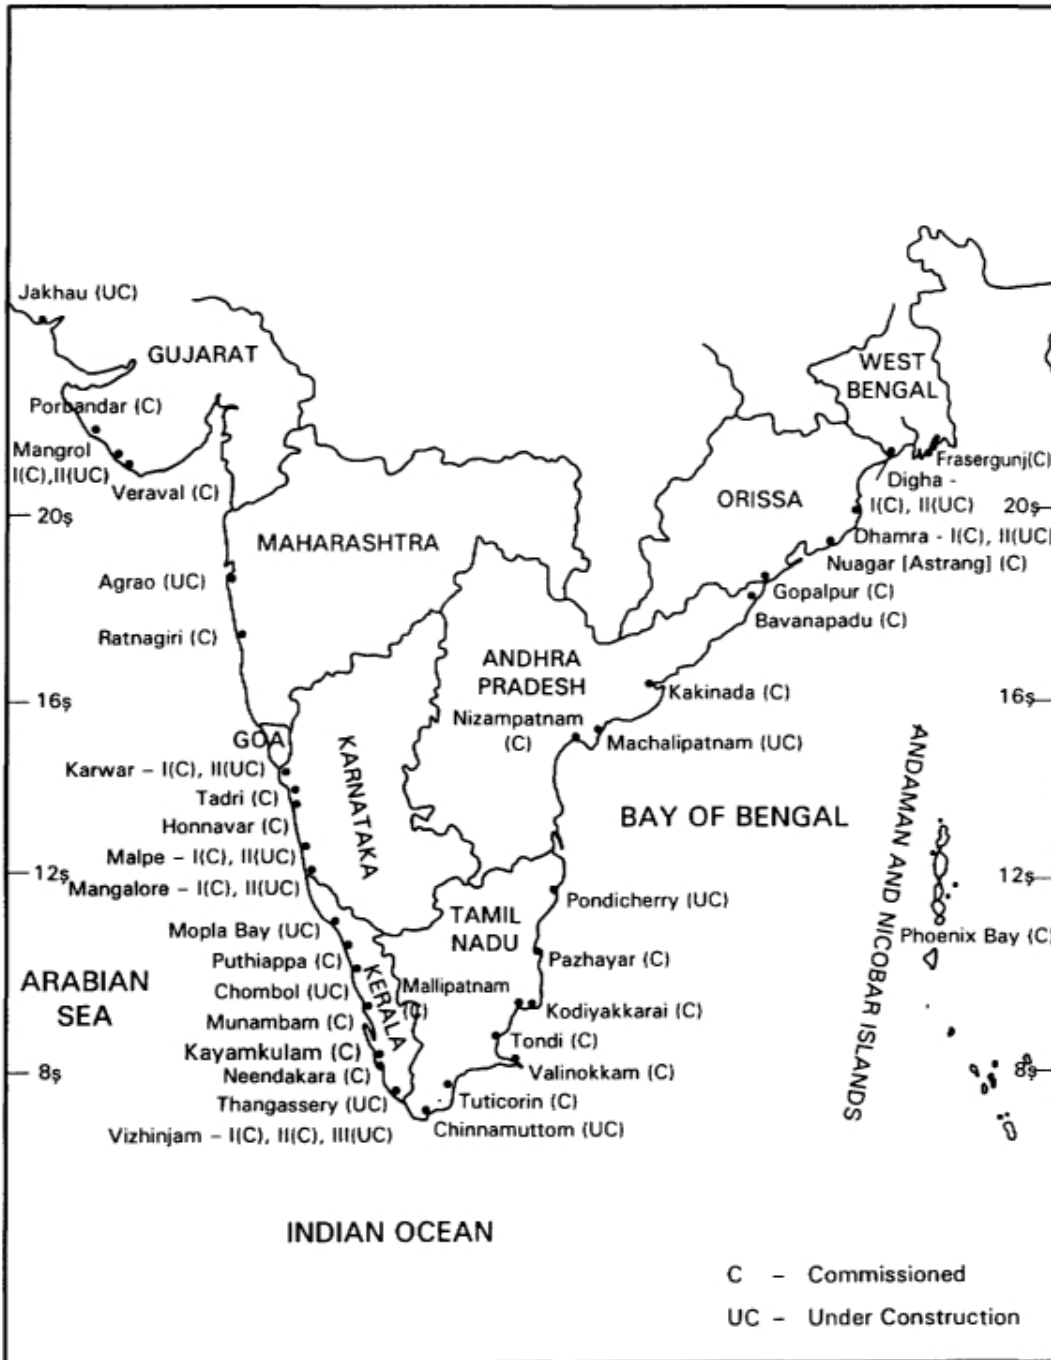 Jakhau (UC)
GUJARAT
WEST
BENGAL
Porbandar (C)
Mangrol
I(C),II(UC)
Veraval (C)
Frasergunj(C)
Digha -
I(C), II(UC)
ORISSA
20ş
20ş
Dhamra - I(C), II(UC)
MAHARASHTRA
Nuagar [Astrang] (C)
Agrao (UC)
Gopalpur (C)
Bavanapadu (C)
Ratnagiri (C)
ANDHRA
PRADESH
Kakinada (C)
16ş
16ş
Nizampatnam
(C)
Machalipatnam (UC)
GOA
KARNATAKA
Karwar – I(C), II(UC)
Tadri (C)
Honnavar (C)
BAY OF BENGAL
ANDAMAN AND NICOBAR ISLANDS
Malpe – I(C), II(UC)
12ş
12ş
Mangalore – I(C), II(UC)
Pondicherry (UC)
TAMIL
NADU
Mopla Bay (UC)
Phoenix Bay (C)
Puthiappa (C)
Pazhayar (C)
ARABIAN
SEA
Chombol (UC)
KERALA
Mallipatnam
(C)
Kodiyakkarai (C)
Munambam (C)
Tondi (C)
Kayamkulam (C)
8ş
8ş
Neendakara (C)
Valinokkam (C)
Thangassery (UC)
Tuticorin (C)
Vizhinjam – I(C), II(C), III(UC)
Chinnamuttom (UC)
INDIAN OCEAN
C – Commissioned
UC – Under Construction